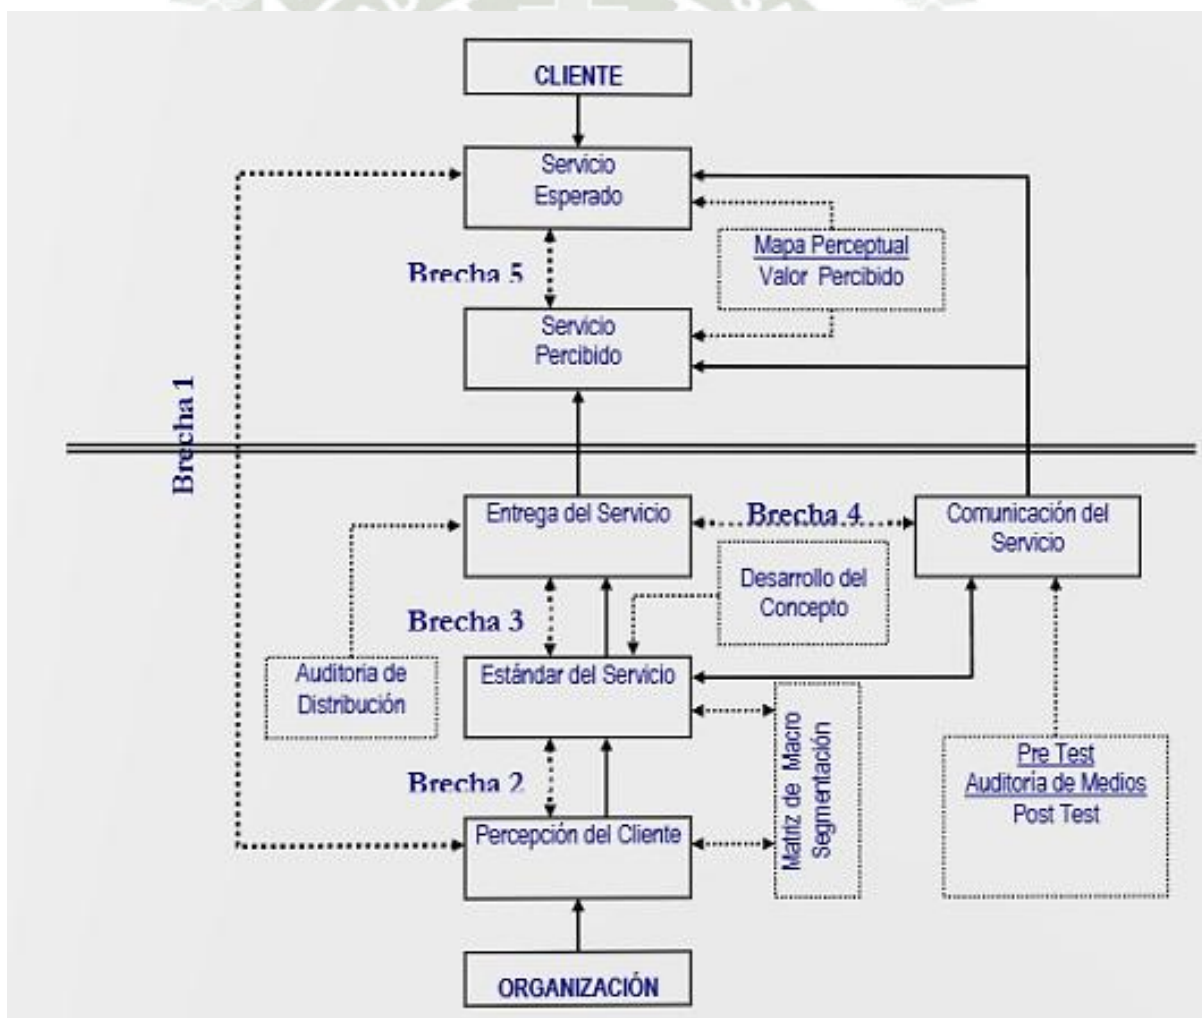 CLIENTE
Servicio
Esperado
Mapa Perceptual
Valor Percibido
Brecha 5
Servicio
Percibido
Brecha 1
Entrega del Servicio
Brecha 4
Comunicación del
Servicio
Desarrollo del
Concepto
Brecha 3
Auditoria de
Distribución
Estándar del Servicio
Matriz de Macro
Segmentación
Pre Test
Auditoría de Medios
Post Test
Brecha 2
Percepción del Cliente
ORGANIZACIÓN